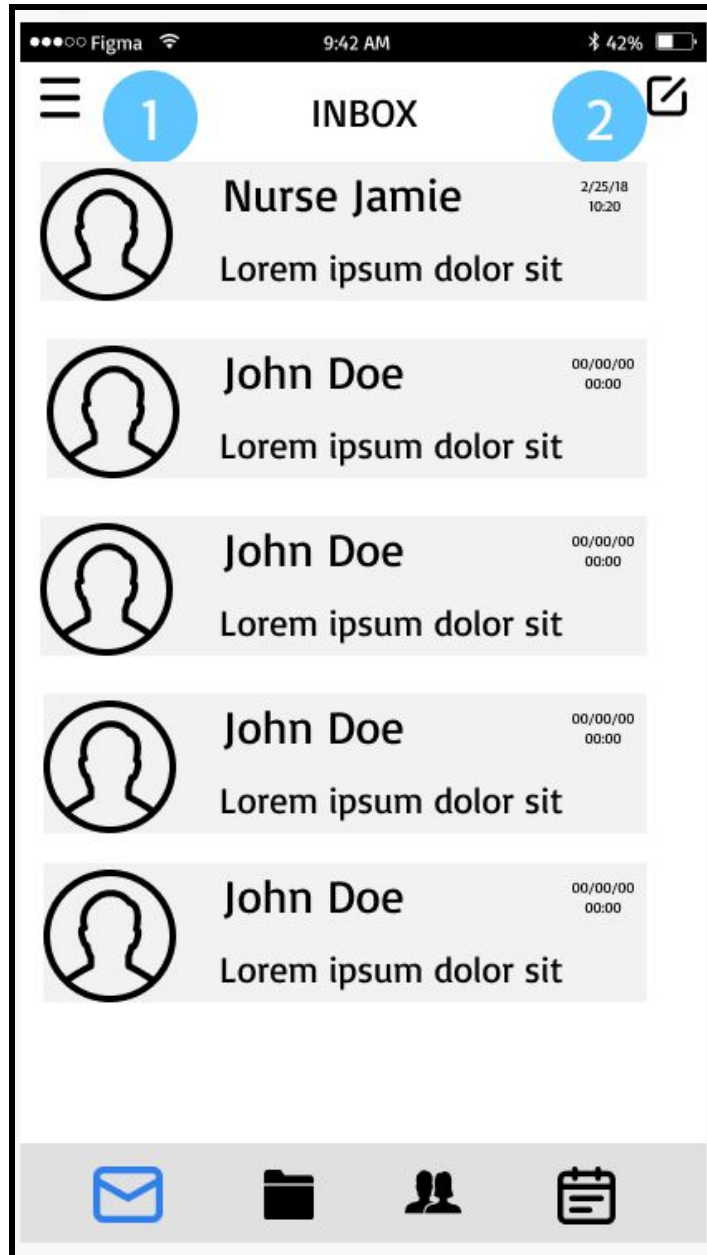 Figma 9:42 AM 42%
1 INBOX 2
Nurse Jamie 2/25/18
10:20
Lorem ipsum dolor sit
John Doe 00/00/00
00:00
Lorem ipsum dolor sit
John Doe 00/00/00
00:00
Lorem ipsum dolor sit
John Doe 00/00/00
00:00
Lorem ipsum dolor sit
John Doe 00/00/00
00:00
Lorem ipsum dolor sit